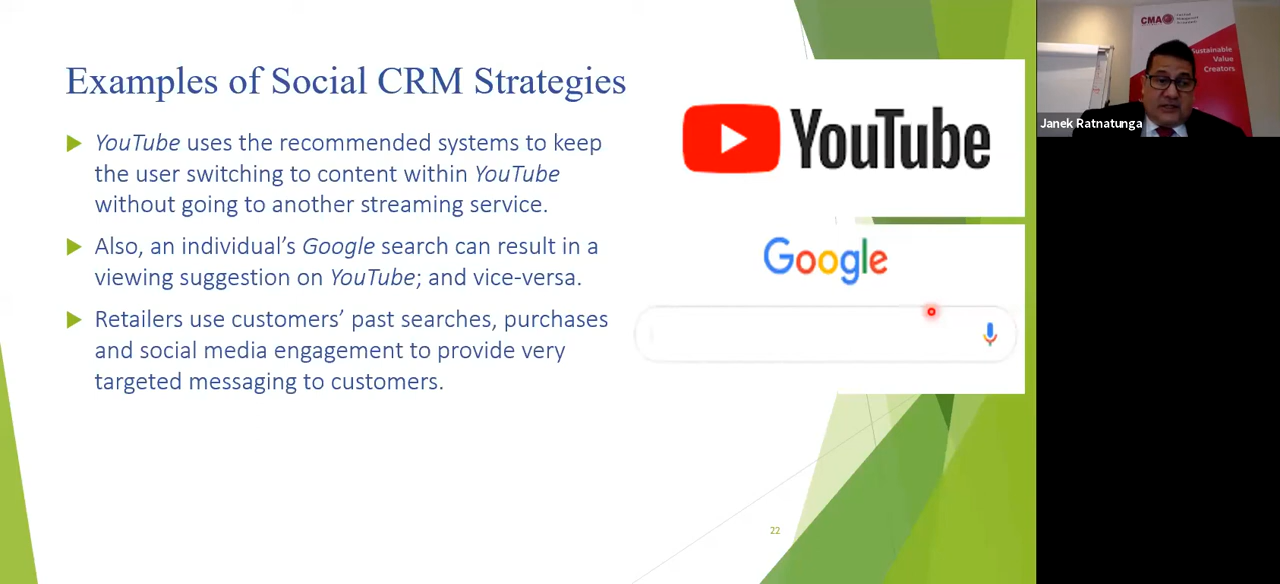 Examples of Social CRM Strategies
YouTube uses the recommended systems to keep
the user switching to content within YouTube
without going to another streaming service.
Also, an individual’s Google search can result in a
viewing suggestion on YouTube; and vice-versa.
Retailers use customers’ past searches, purchases
and social media engagement to provide very
targeted messaging to customers.
YouTube
Google
22
CMA
Sustainable
Value
Creators
Janek Ratnatunga